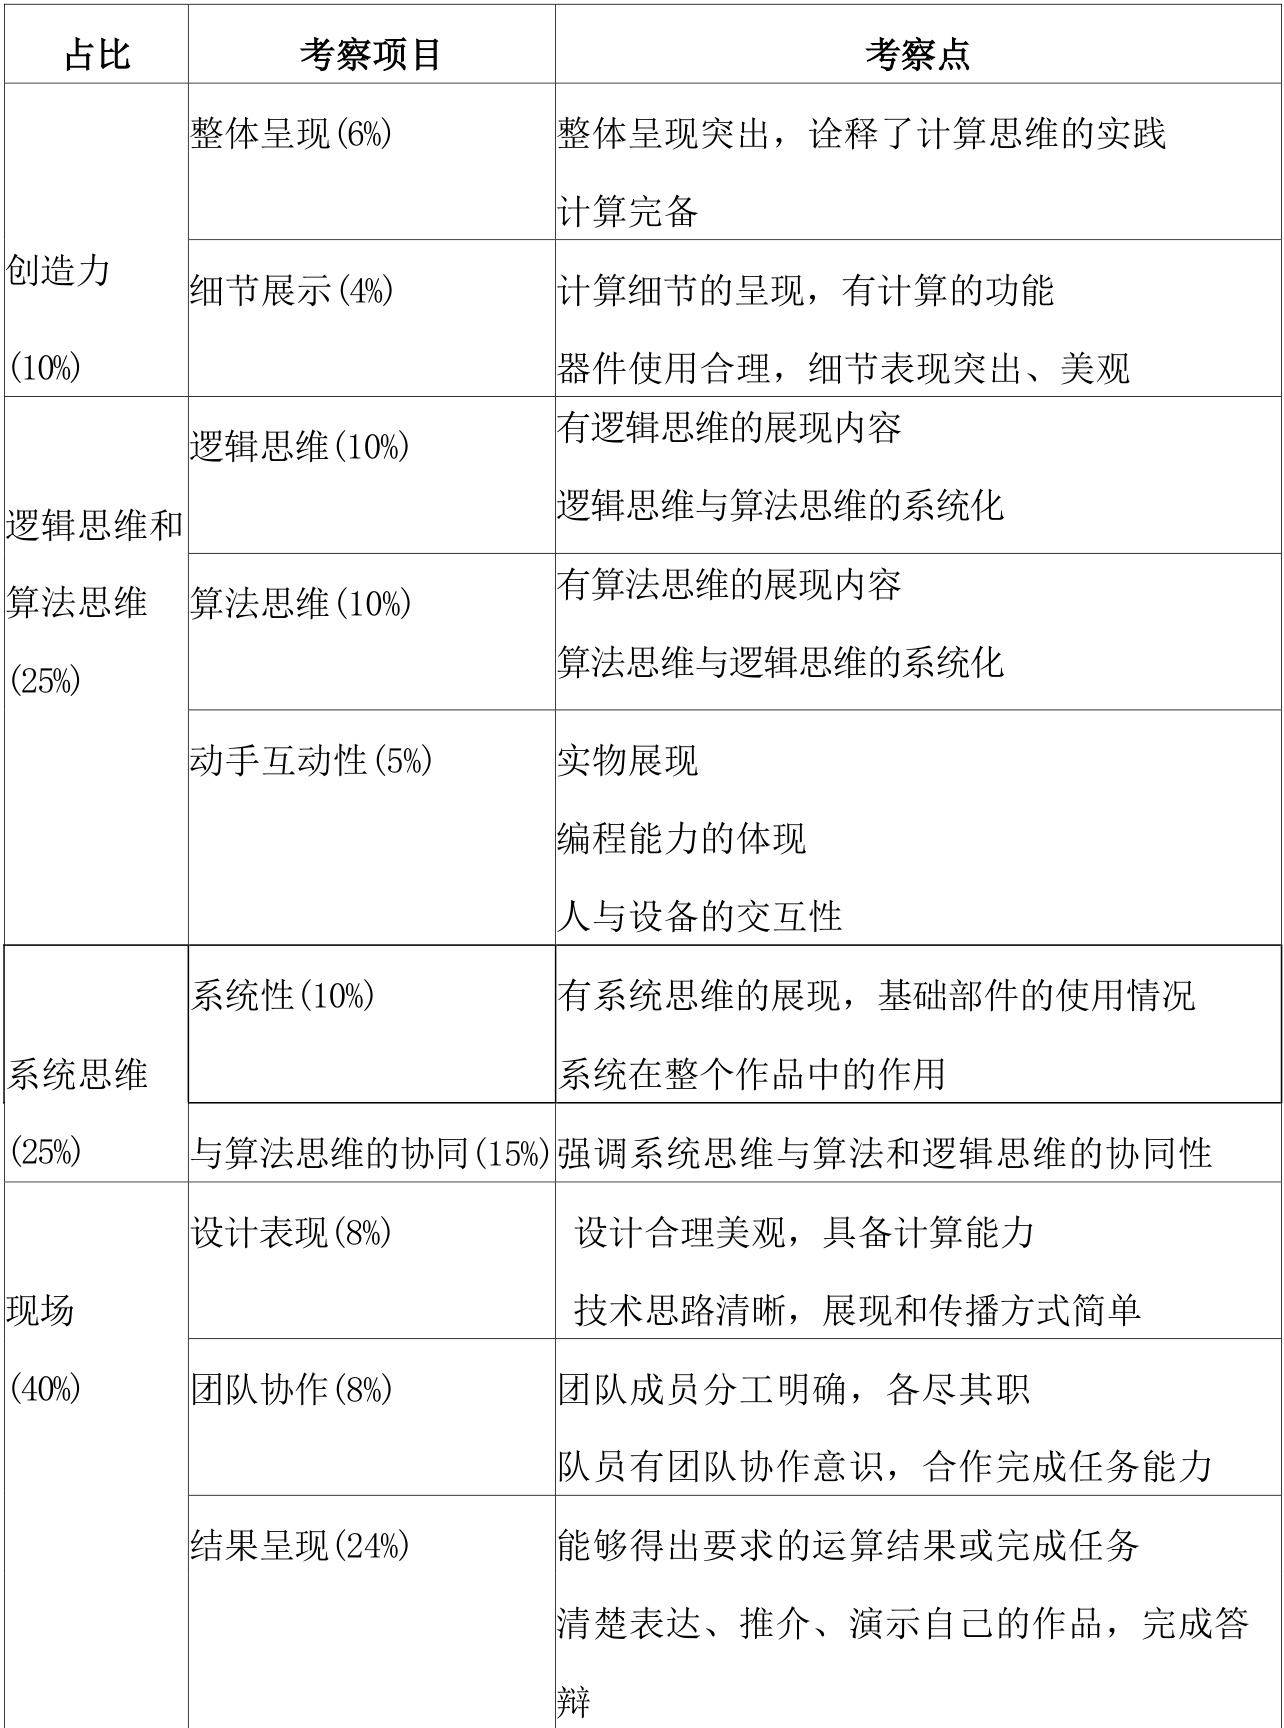 占比 考察项目 考察点
创造力
(10%)
整体呈现(6%)
整体呈现突出，诠释了计算思维的实践
计算完备
细节展示(4%)
计算细节的呈现，有计算的功能
器件使用合理，细节表现突出、美观
逻辑思维和
算法思维
(25%)
逻辑思维(10%)
有逻辑思维的展现内容
逻辑思维与算法思维的系统化
算法思维(10%)
有算法思维的展现内容
算法思维与逻辑思维的系统化
动手互动性(5%)
实物展现
编程能力的体现
人与设备的交互性
系统思维
(25%)
系统性(10%)
有系统思维的展现，基础部件的使用情况
系统在整个作品中的作用
与算法思维的协同(15%)
强调系统思维与算法和逻辑思维的协同性
现场
(40%)
设计表现(8%)
设计合理美观，具备计算能力
技术思路清晰，展现和传播方式简单
团队协作(8%)
团队成员分工明确，各尽其职
队员有团队协作意识，合作完成任务能力
结果呈现(24%)
能够得出要求的运算结果或完成任务
清楚表达、推介、演示自己的作品，完成答
辩